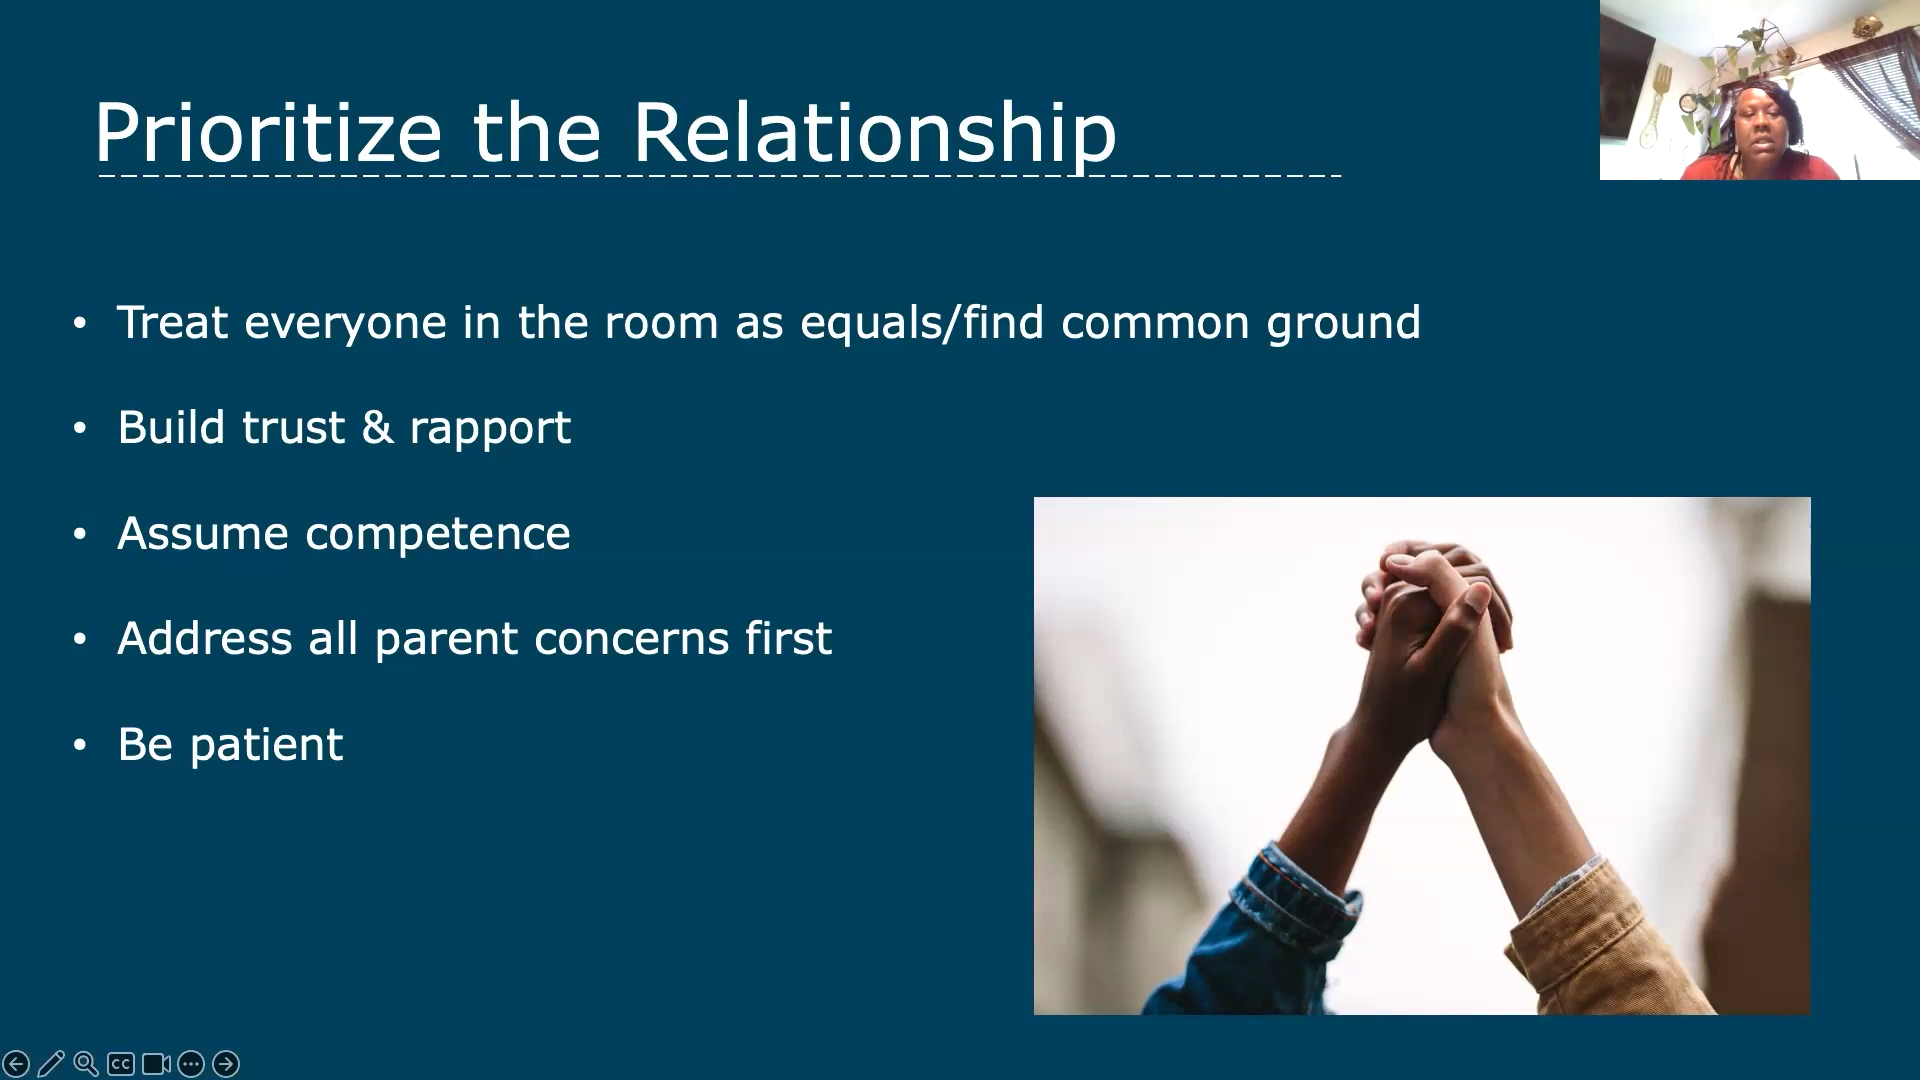 Prioritize the Relationship
• Treat everyone in the room as equals/find common ground
• Build trust & rapport
• Assume competence
• Address all parent concerns first
• Be patient
CC